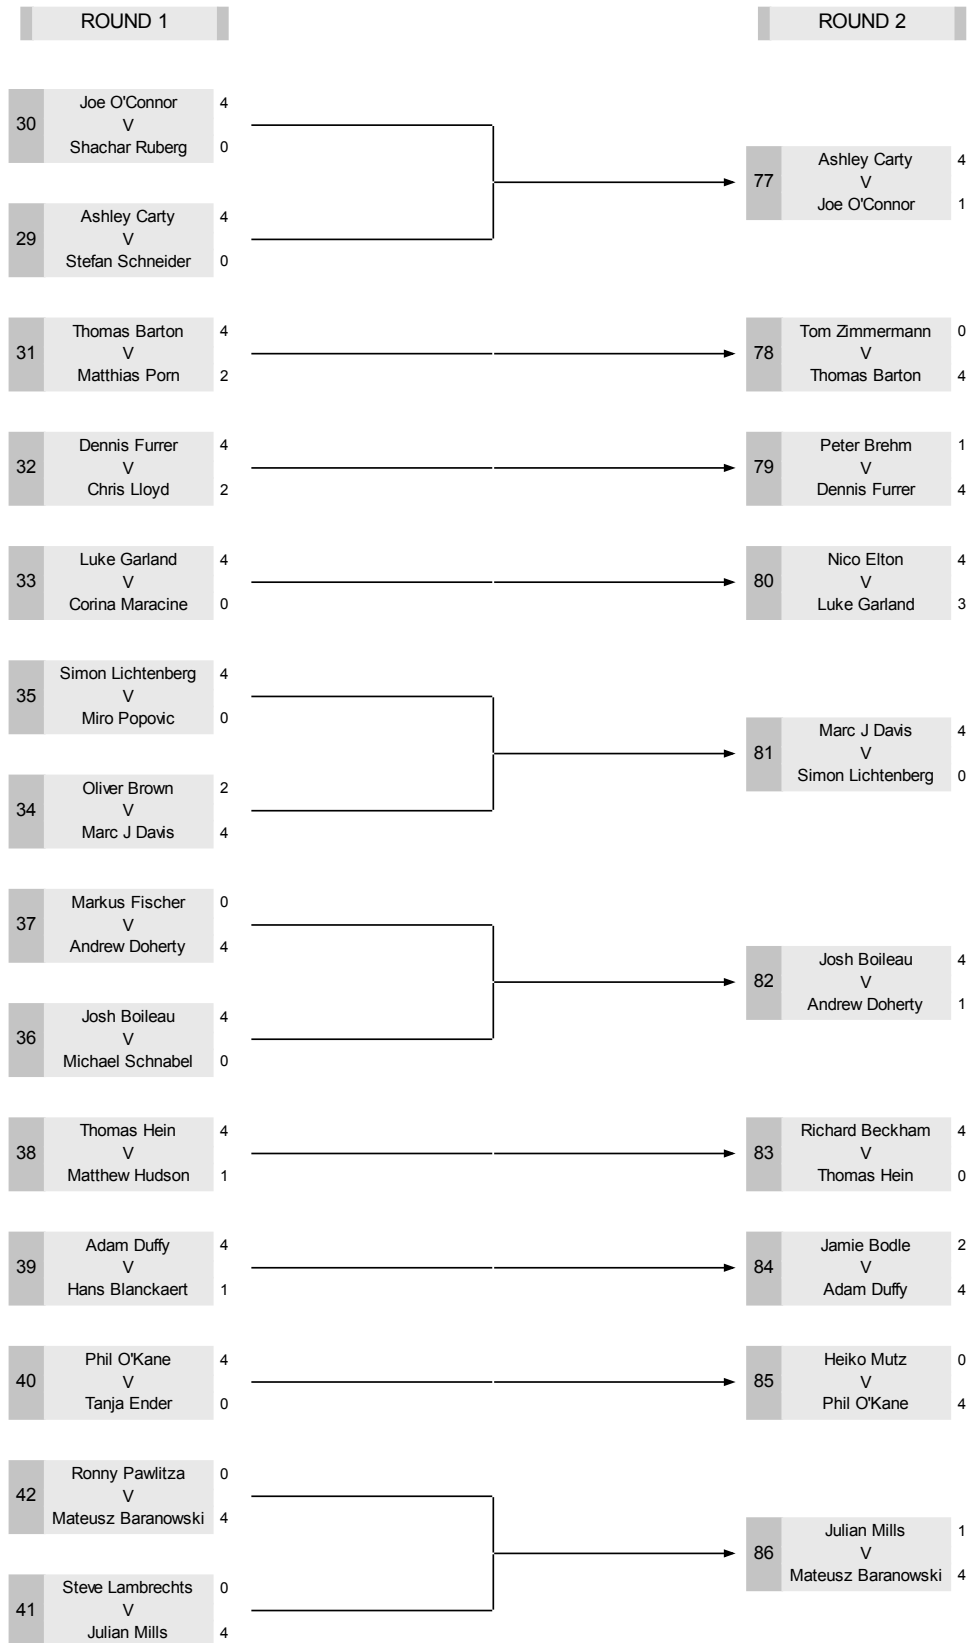 ROUND 1
ROUND 2
30
Joe O'Connor 4
V
Shachar Ruberg 0
29
Ashley Carty 4
V
Stefan Schneider 0
77
Ashley Carty 4
V
Joe O'Connor 1
31
Thomas Barton 4
V
Matthias Porn 2
78
Tom Zimmermann 0
V
Thomas Barton 4
32
Dennis Furrer 4
V
Chris Lloyd 2
79
Peter Brehm 1
V
Dennis Furrer 4
33
Luke Garland 4
V
Corina Maracine 0
80
Nico Elton 4
V
Luke Garland 3
35
Simon Lichtenberg 4
V
Miro Popovic 0
34
Oliver Brown 2
V
Marc J Davis 4
81
Marc J Davis 4
V
Simon Lichtenberg 0
37
Markus Fischer 0
V
Andrew Doherty 4
36
Josh Boileau 4
V
Michael Schnabel 0
82
Josh Boileau 4
V
Andrew Doherty 1
38
Thomas Hein 4
V
Matthew Hudson 1
83
Richard Beckham 4
V
Thomas Hein 0
39
Adam Duffy 4
V
Hans Blanckaert 1
84
Jamie Bodle 2
V
Adam Duffy 4
40
Phil O'Kane 4
V
Tanja Ender 0
85
Heiko Mutz 0
V
Phil O'Kane 4
42
Ronny Pawlitza 0
V
Mateusz Baranowski 4
41
Steve Lambrechts 0
V
Julian Mills 4
86
Julian Mills 1
V
Mateusz Baranowski 4